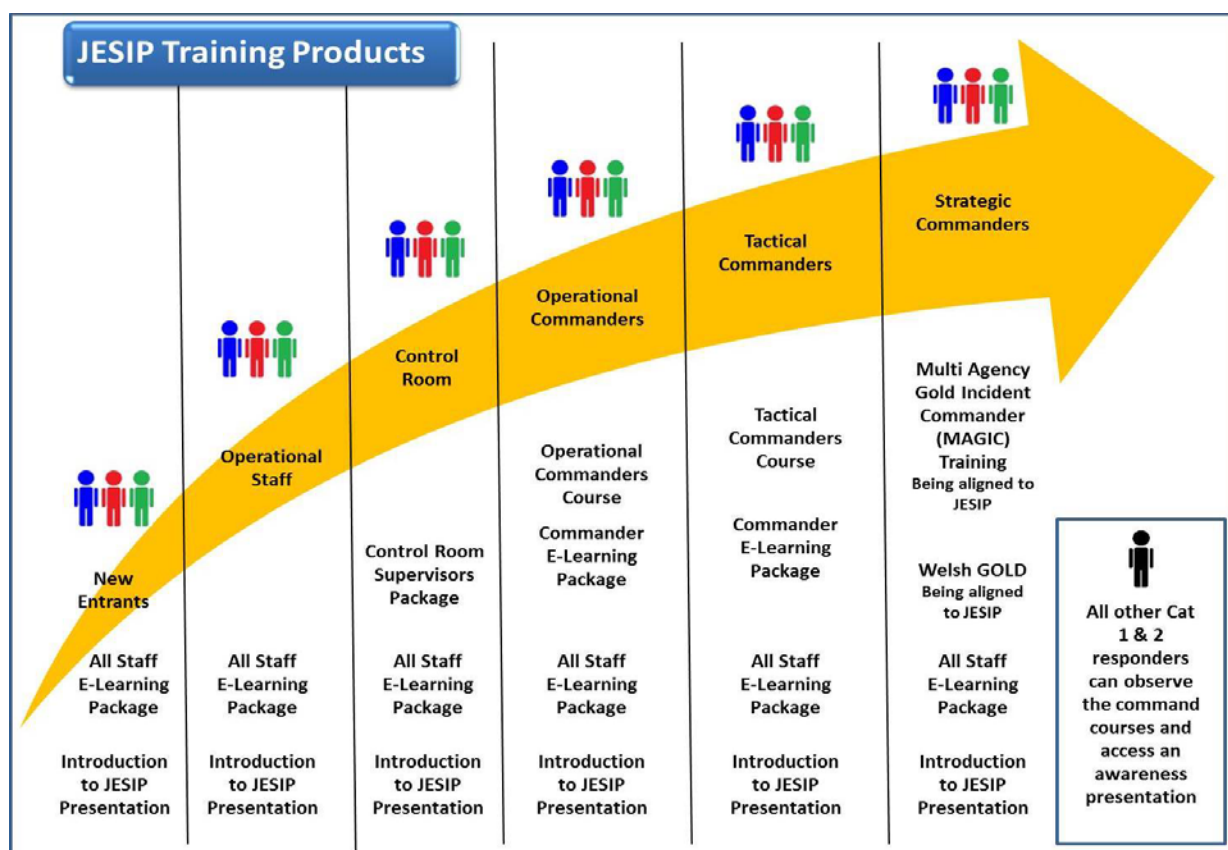 JESIP Training Products
New
Entrants
All Staff
E-Learning
Package
Introduction
to JESIP
Presentation
Operational
Staff
All Staff
E-Learning
Package
Introduction
to JESIP
Presentation
Control
Room
Control Room
Supervisors
Package
All Staff
E-Learning
Package
Introduction
to JESIP
Presentation
Operational
Commanders
Operational
Commanders
Course
Commander
E-Learning
Package
All Staff
E-Learning
Package
Introduction
to JESIP
Presentation
Tactical
Commanders
Tactical
Commanders
Course
Commander
E-Learning
Package
All Staff
E-Learning
Package
Introduction
to JESIP
Presentation
Strategic
Commanders
Multi Agency
Gold Incident
Commander
(MAGIC)
Training
Being aligned to
JESIP
Welsh GOLD
Being aligned
to JESIP
All Staff
E-Learning
Package
Introduction
to JESIP
Presentation
All other Cat
1 & 2
responders
can observe
the command
courses and
access an
awareness
presentation